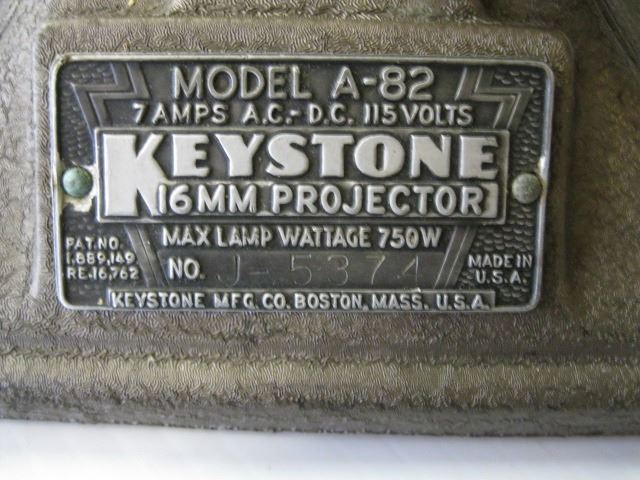 MODEL A-82
7 AMPS A.C.- D.C. 115 VOLTS
KEYSTONE
16MM PROJECTOR
MAX LAMP WATTAGE 750W
PAT. NO.
1,889,149
RE.16,762
NO. J-5374
MADE IN
U.S.A.
KEYSTONE MFG. CO. BOSTON, MASS. U.S.A.